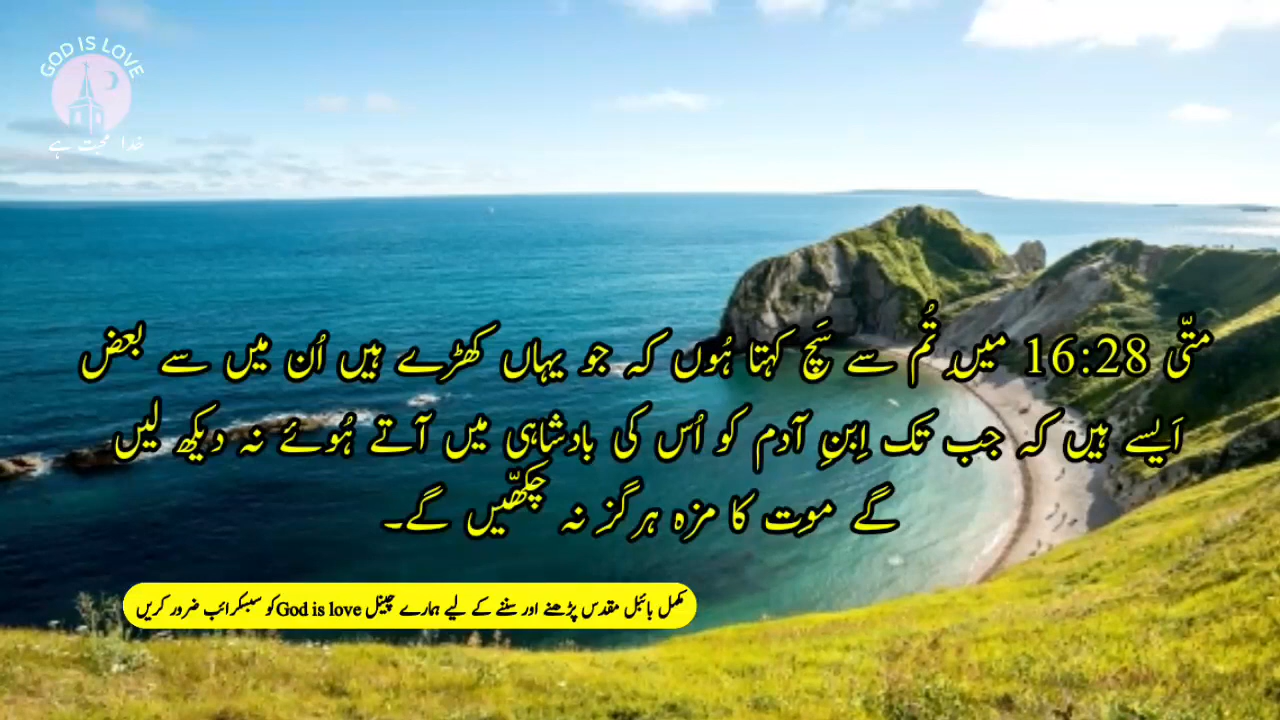 GOD IS LOVE
خدا محبت ہے
متّی 16:28 میں تُم سے سَچ کہتا ہُوں کہ جو یہاں کھڑے ہیں اُن میں سے بعض
اَیسے ہیں کہ جب تک اِبنِ آدم کو اُس کی بادشاہی میں آتے ہُوئے نہ دیکھ لیں
گے مَوت کا مزہ ہرگِز نہ چکھّیں گے۔
مکمل بائبل مقدس پڑھنے اور سننے کے لیے ہمارے چینل God is love کو سبسکرائب ضرور کریں